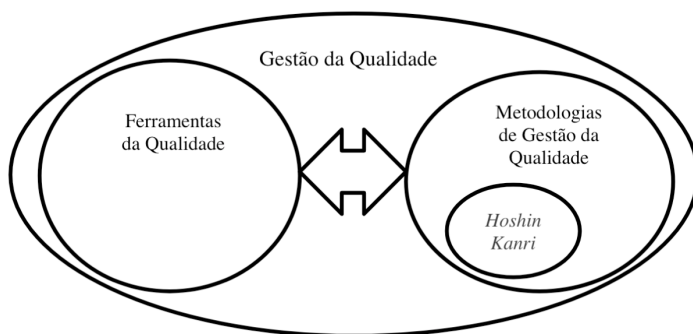 Gestão da Qualidade
Ferramentas
da Qualidade
Metodologias
de Gestão da
Qualidade
Hoshin
Kanri